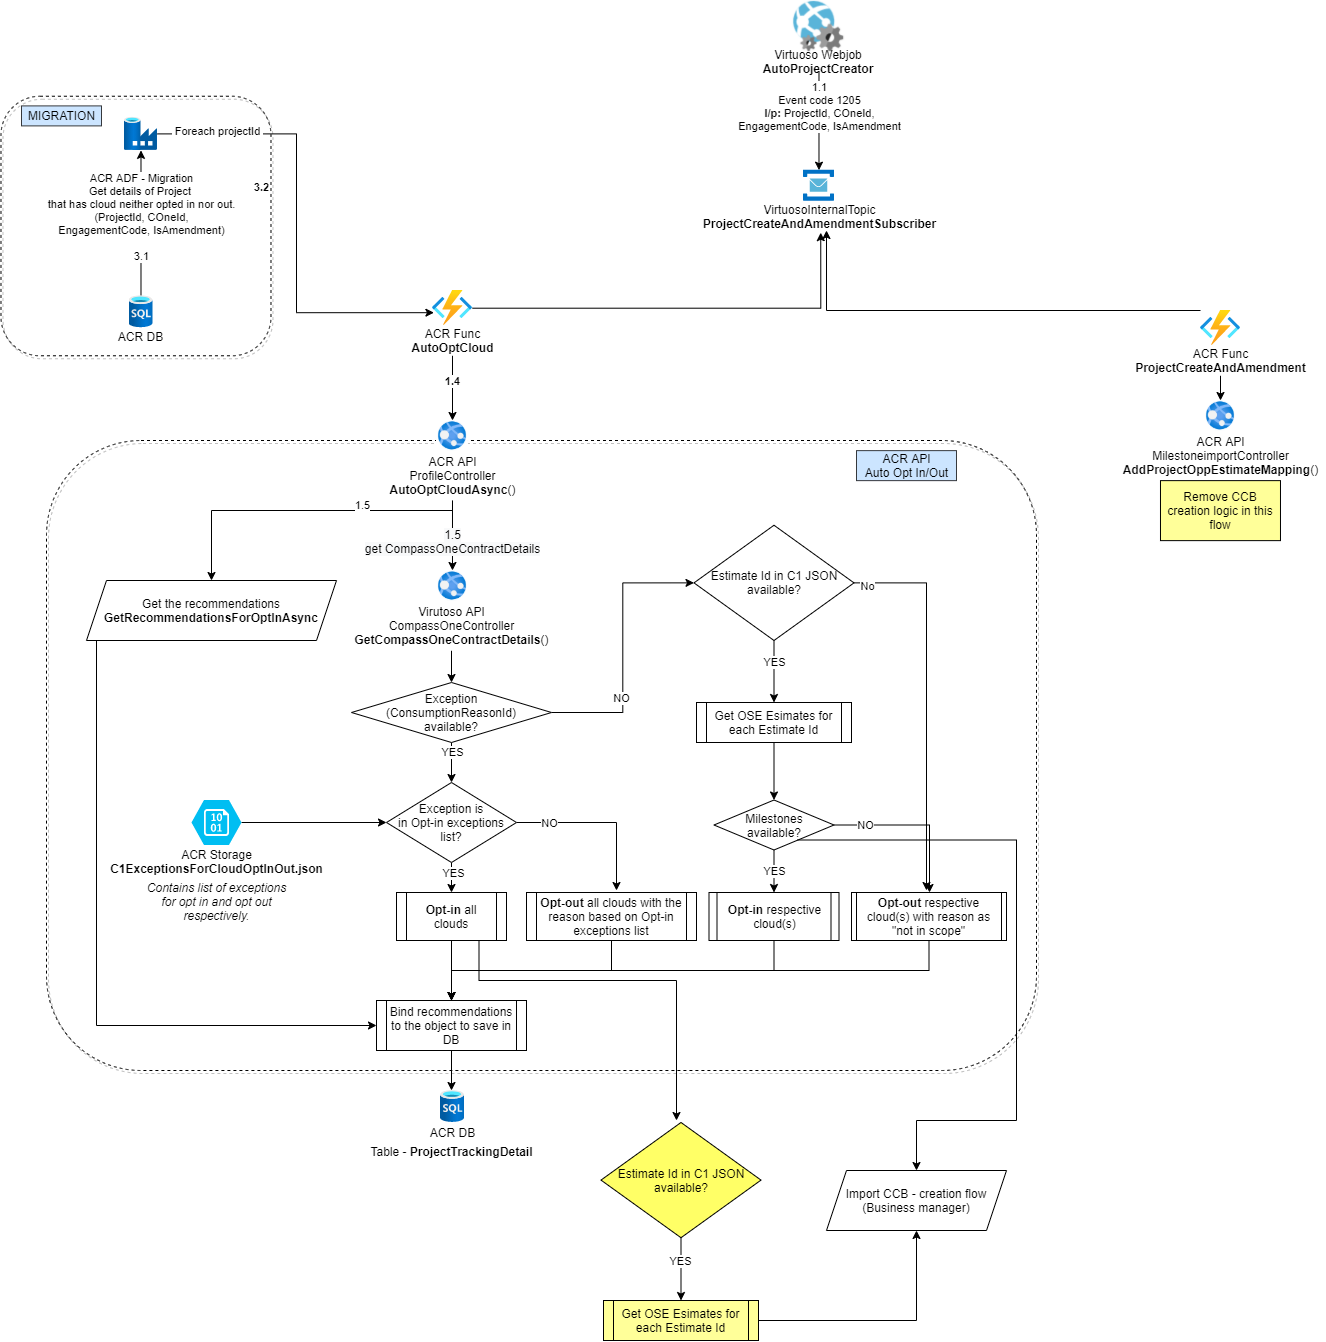 Virtuoso Webjob
AutoProjectCreator
1.1
Event code 1205
I/p: ProjectId, COneId,
EngagementCode, IsAmendment
VirtuosoInternalTopic
ProjectCreateAndAmendmentSubscriber
MIGRATION
Foreach projectId
ACR ADF - Migration
Get details of Project
that has cloud neither opted in nor out.
(ProjectId, COneId,
EngagementCode, IsAmendment)
3.2
3.1
SQL
ACR DB
ACR Func
AutoOptCloud
1.4
ACR Func
ProjectCreateAndAmendment
ACR API
MilestoneimportController
AddProjectOppEstimateMapping()
Remove CCB
creation logic in this
flow
ACR API
Auto Opt In/Out
ACR API
ProfileController
AutoOptCloudAsync()
1.5
1.5
get CompassOneContractDetails
Get the recommendations
GetRecommendationsForOptInAsync
Virutoso API
CompassOneController
GetCompassOneContractDetails()
Estimate Id in C1 JSON
available?
No
YES
NO
Exception
(ConsumptionReasonId)
available?
YES
Get OSE Esimates for
each Estimate Id
10
01
ACR Storage
C1ExceptionsForCloudOptInOut.json
Contains list of exceptions
for opt in and opt out
respectively.
Exception is
in Opt-in exceptions
list?
NO
YES
Milestones
available?
NO
YES
Opt-in all
clouds
Opt-out all clouds with the
reason based on Opt-in
exceptions list
Opt-in respective
cloud(s)
Opt-out respective
cloud(s) with reason as
"not in scope"
Bind recommendations
to the object to save in
DB
SQL
ACR DB
Table - ProjectTrackingDetail
Estimate Id in C1 JSON
available?
YES
Get OSE Esimates for
each Estimate Id
Import CCB - creation flow
(Business manager)